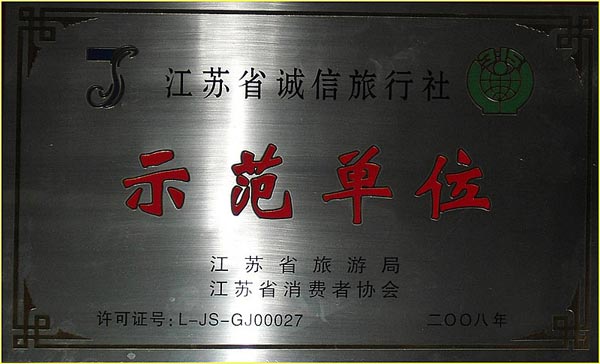 江苏省诚信旅行社
示范单位
江苏省旅游局
江苏省消费者协会
许可证号:L-JS-GJ00027 二〇〇八年